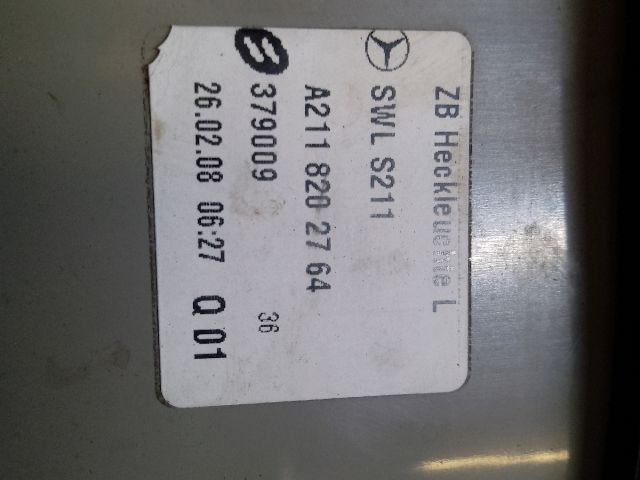 ZB Heckleuchte L
SWL S211
A211 820 27 64
379009 36
26.02.08 06:27 Q 01